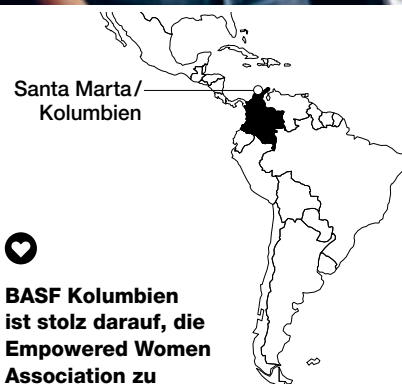 Santa Marta/
Kolumbien
BASF Kolumbien
ist stolz darauf, die
Empowered Women
Association zu